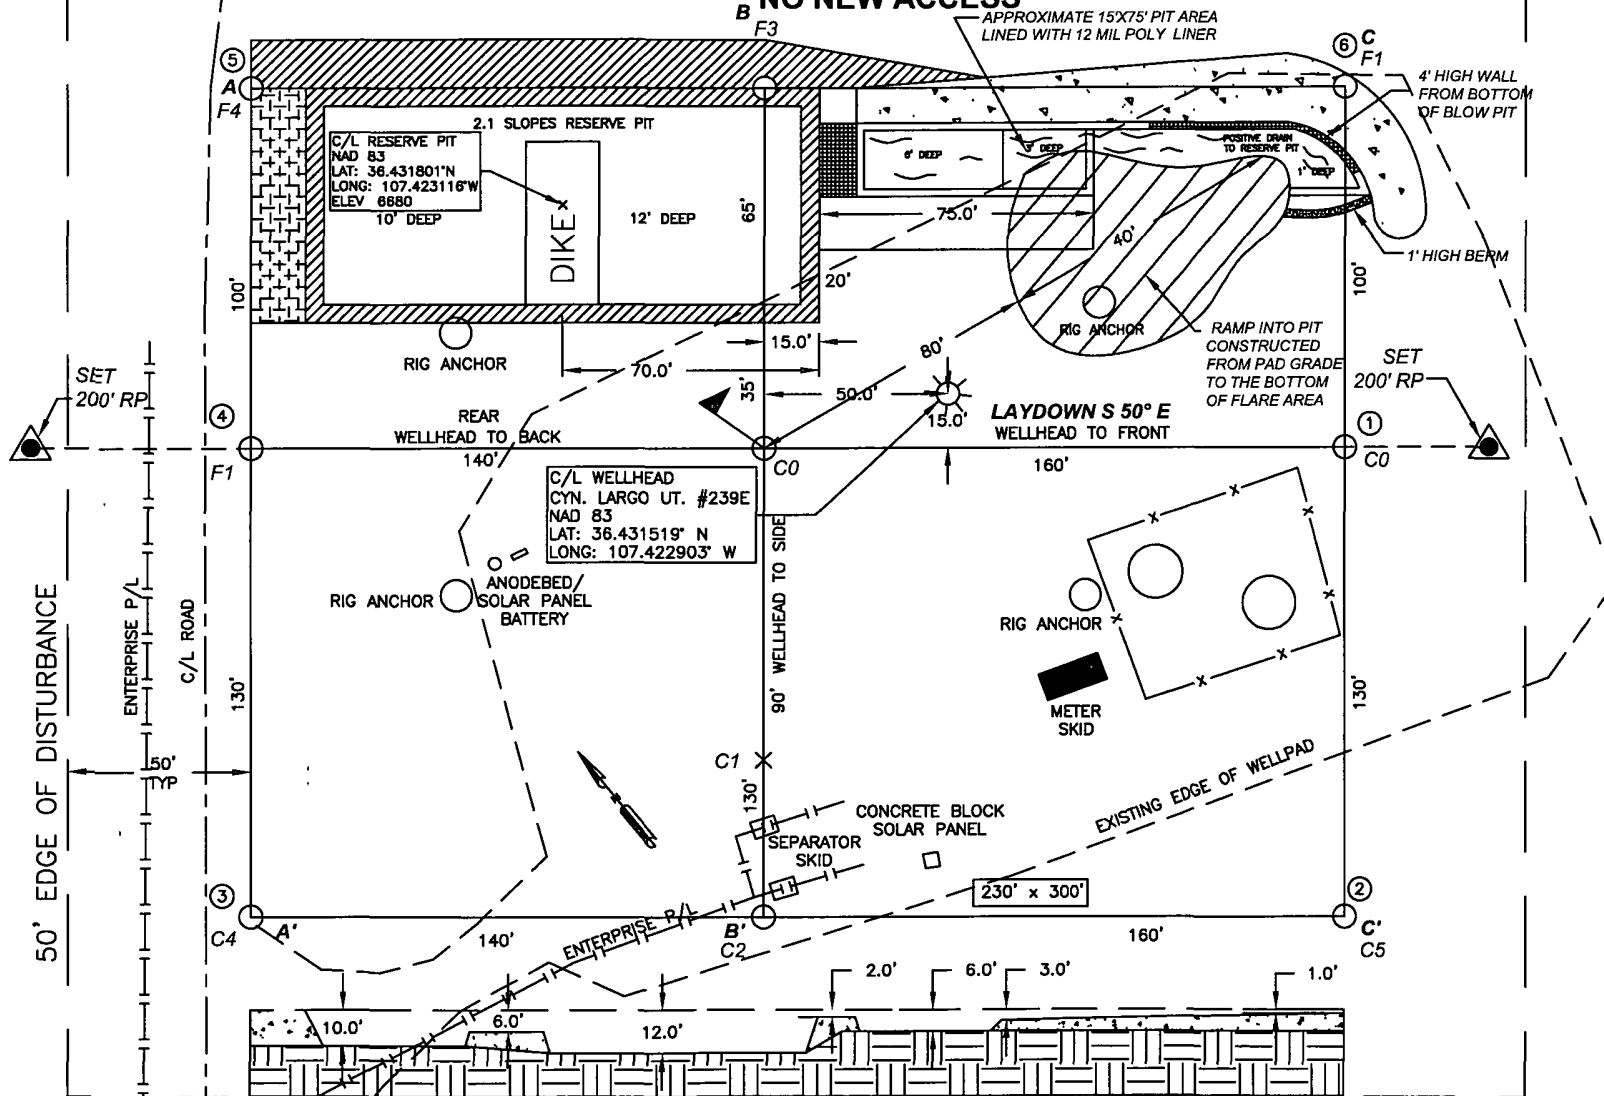 NO NEW ACCESS
B
F3
APPROXIMATE 15'X75' PIT AREA
LINED WITH 12 MIL POLY LINER
6
C
F1
4' HIGH WALL
FROM BOTTOM
OF BLOW PIT
5
A
F4
2.1 SLOPES RESERVE PIT
C/L RESERVE PIT
NAD 83
LAT: 36.431801°N
LONG: 107.423116°W
ELEV 6680
10' DEEP
DIKE
12' DEEP
65'
6' DEEP
3' DEEP
POSITIVE DRAIN
TO RESERVE PIT
1' DEEP
75.0'
40'
1' HIGH BERM
100'
100'
20'
RIG ANCHOR
RIG ANCHOR
RAMP INTO PIT
CONSTRUCTED
FROM PAD GRADE
TO THE BOTTOM
OF FLARE AREA
15.0'
70.0'
80'
35'
50.0'
15.0'
SET
200' RP
SET
200' RP
4
F1
REAR
WELLHEAD TO BACK
140'
LAYDOWN S 50° E
WELLHEAD TO FRONT
160'
C0
1
C0
C/L WELLHEAD
CYN. LARGO UT. #239E
NAD 83
LAT: 36.431519° N
LONG: 107.422903° W
90' WELLHEAD TO SIDE
RIG ANCHOR
ANODEBED/
SOLAR PANEL
BATTERY
RIG ANCHOR
METER
SKID
50' EDGE OF DISTURBANCE
ENTERPRISE P/L
C/L ROAD
130'
130'
50'
TYP
C1
130'
SEPARATOR
SKID
CONCRETE BLOCK
SOLAR PANEL
EXISTING EDGE OF WELLPAD
230' x 300'
3
C4
A'
140'
ENTERPRISE P/L
B'
C2
160'
2
C'
C5
10.0'
6.0'
12.0'
2.0'
6.0'
3.0'
1.0'